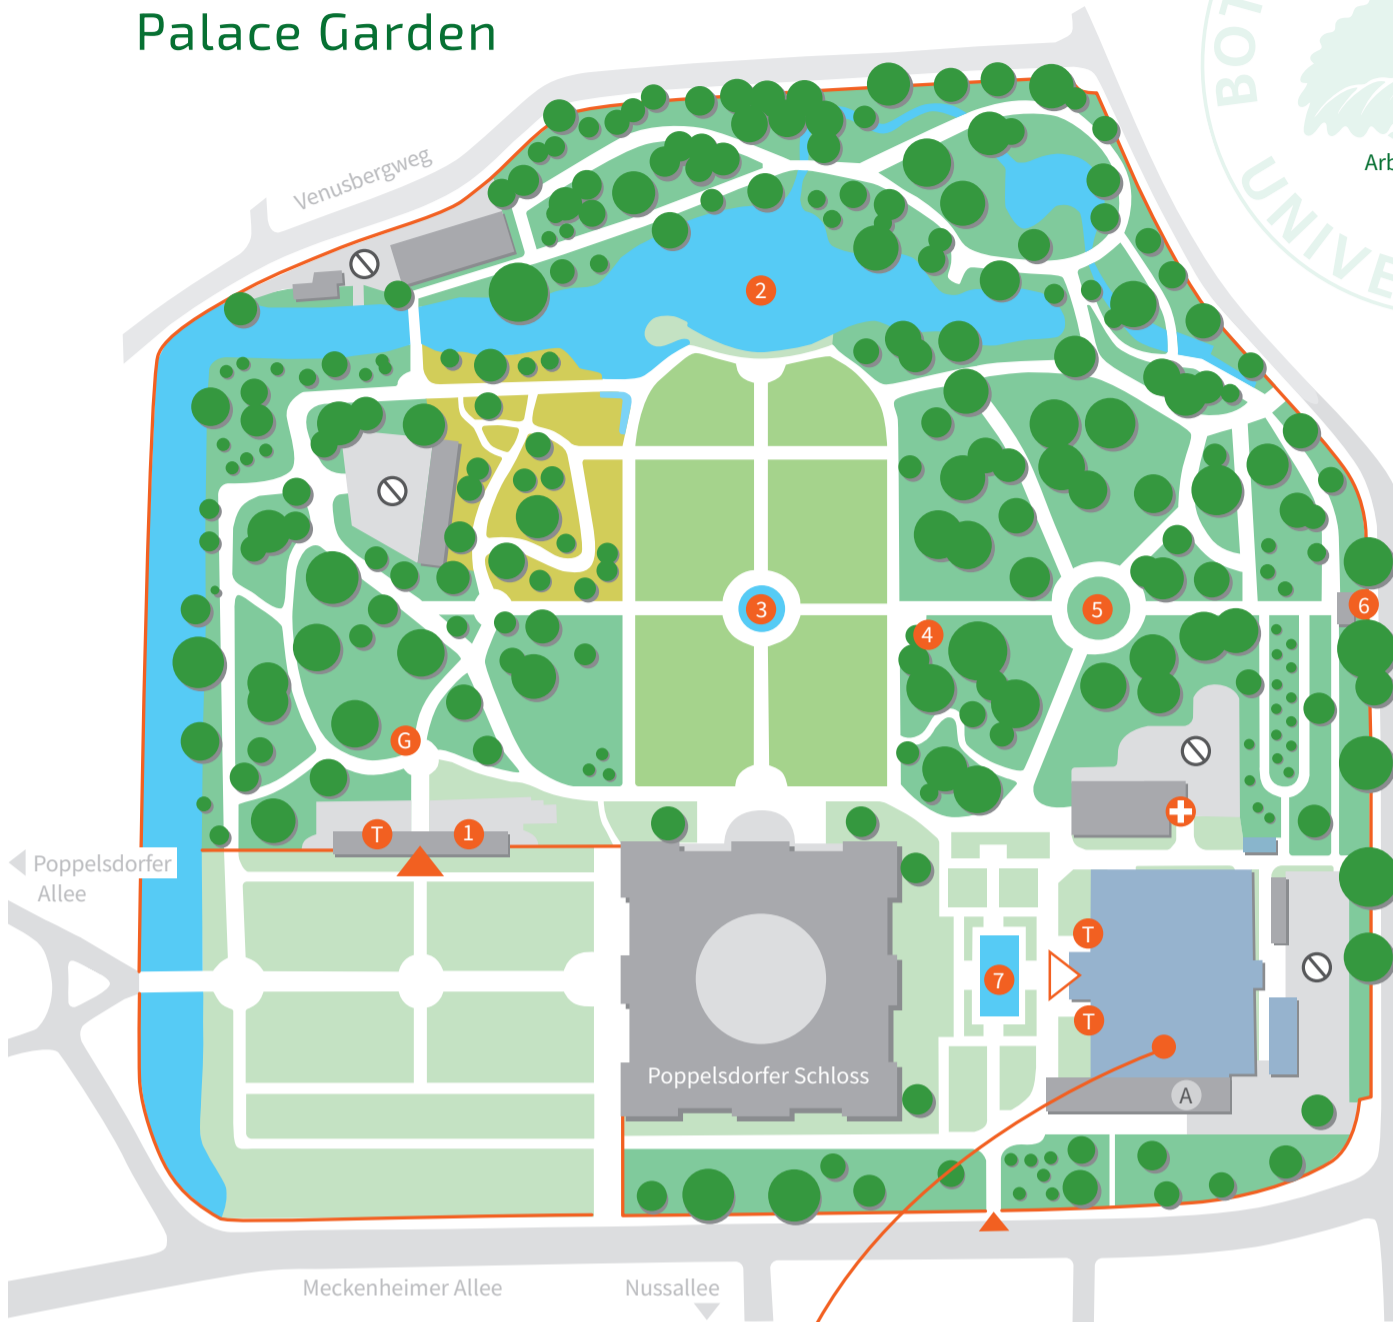 Palace Garden
BOT
UNIVE
Arb
Venusbergweg
2
3
5
6
4
G
T
1
Poppelsdorfer
Allee
T
7
T
Poppelsdorfer Schloss
A
Meckenheimer Allee
Nussallee